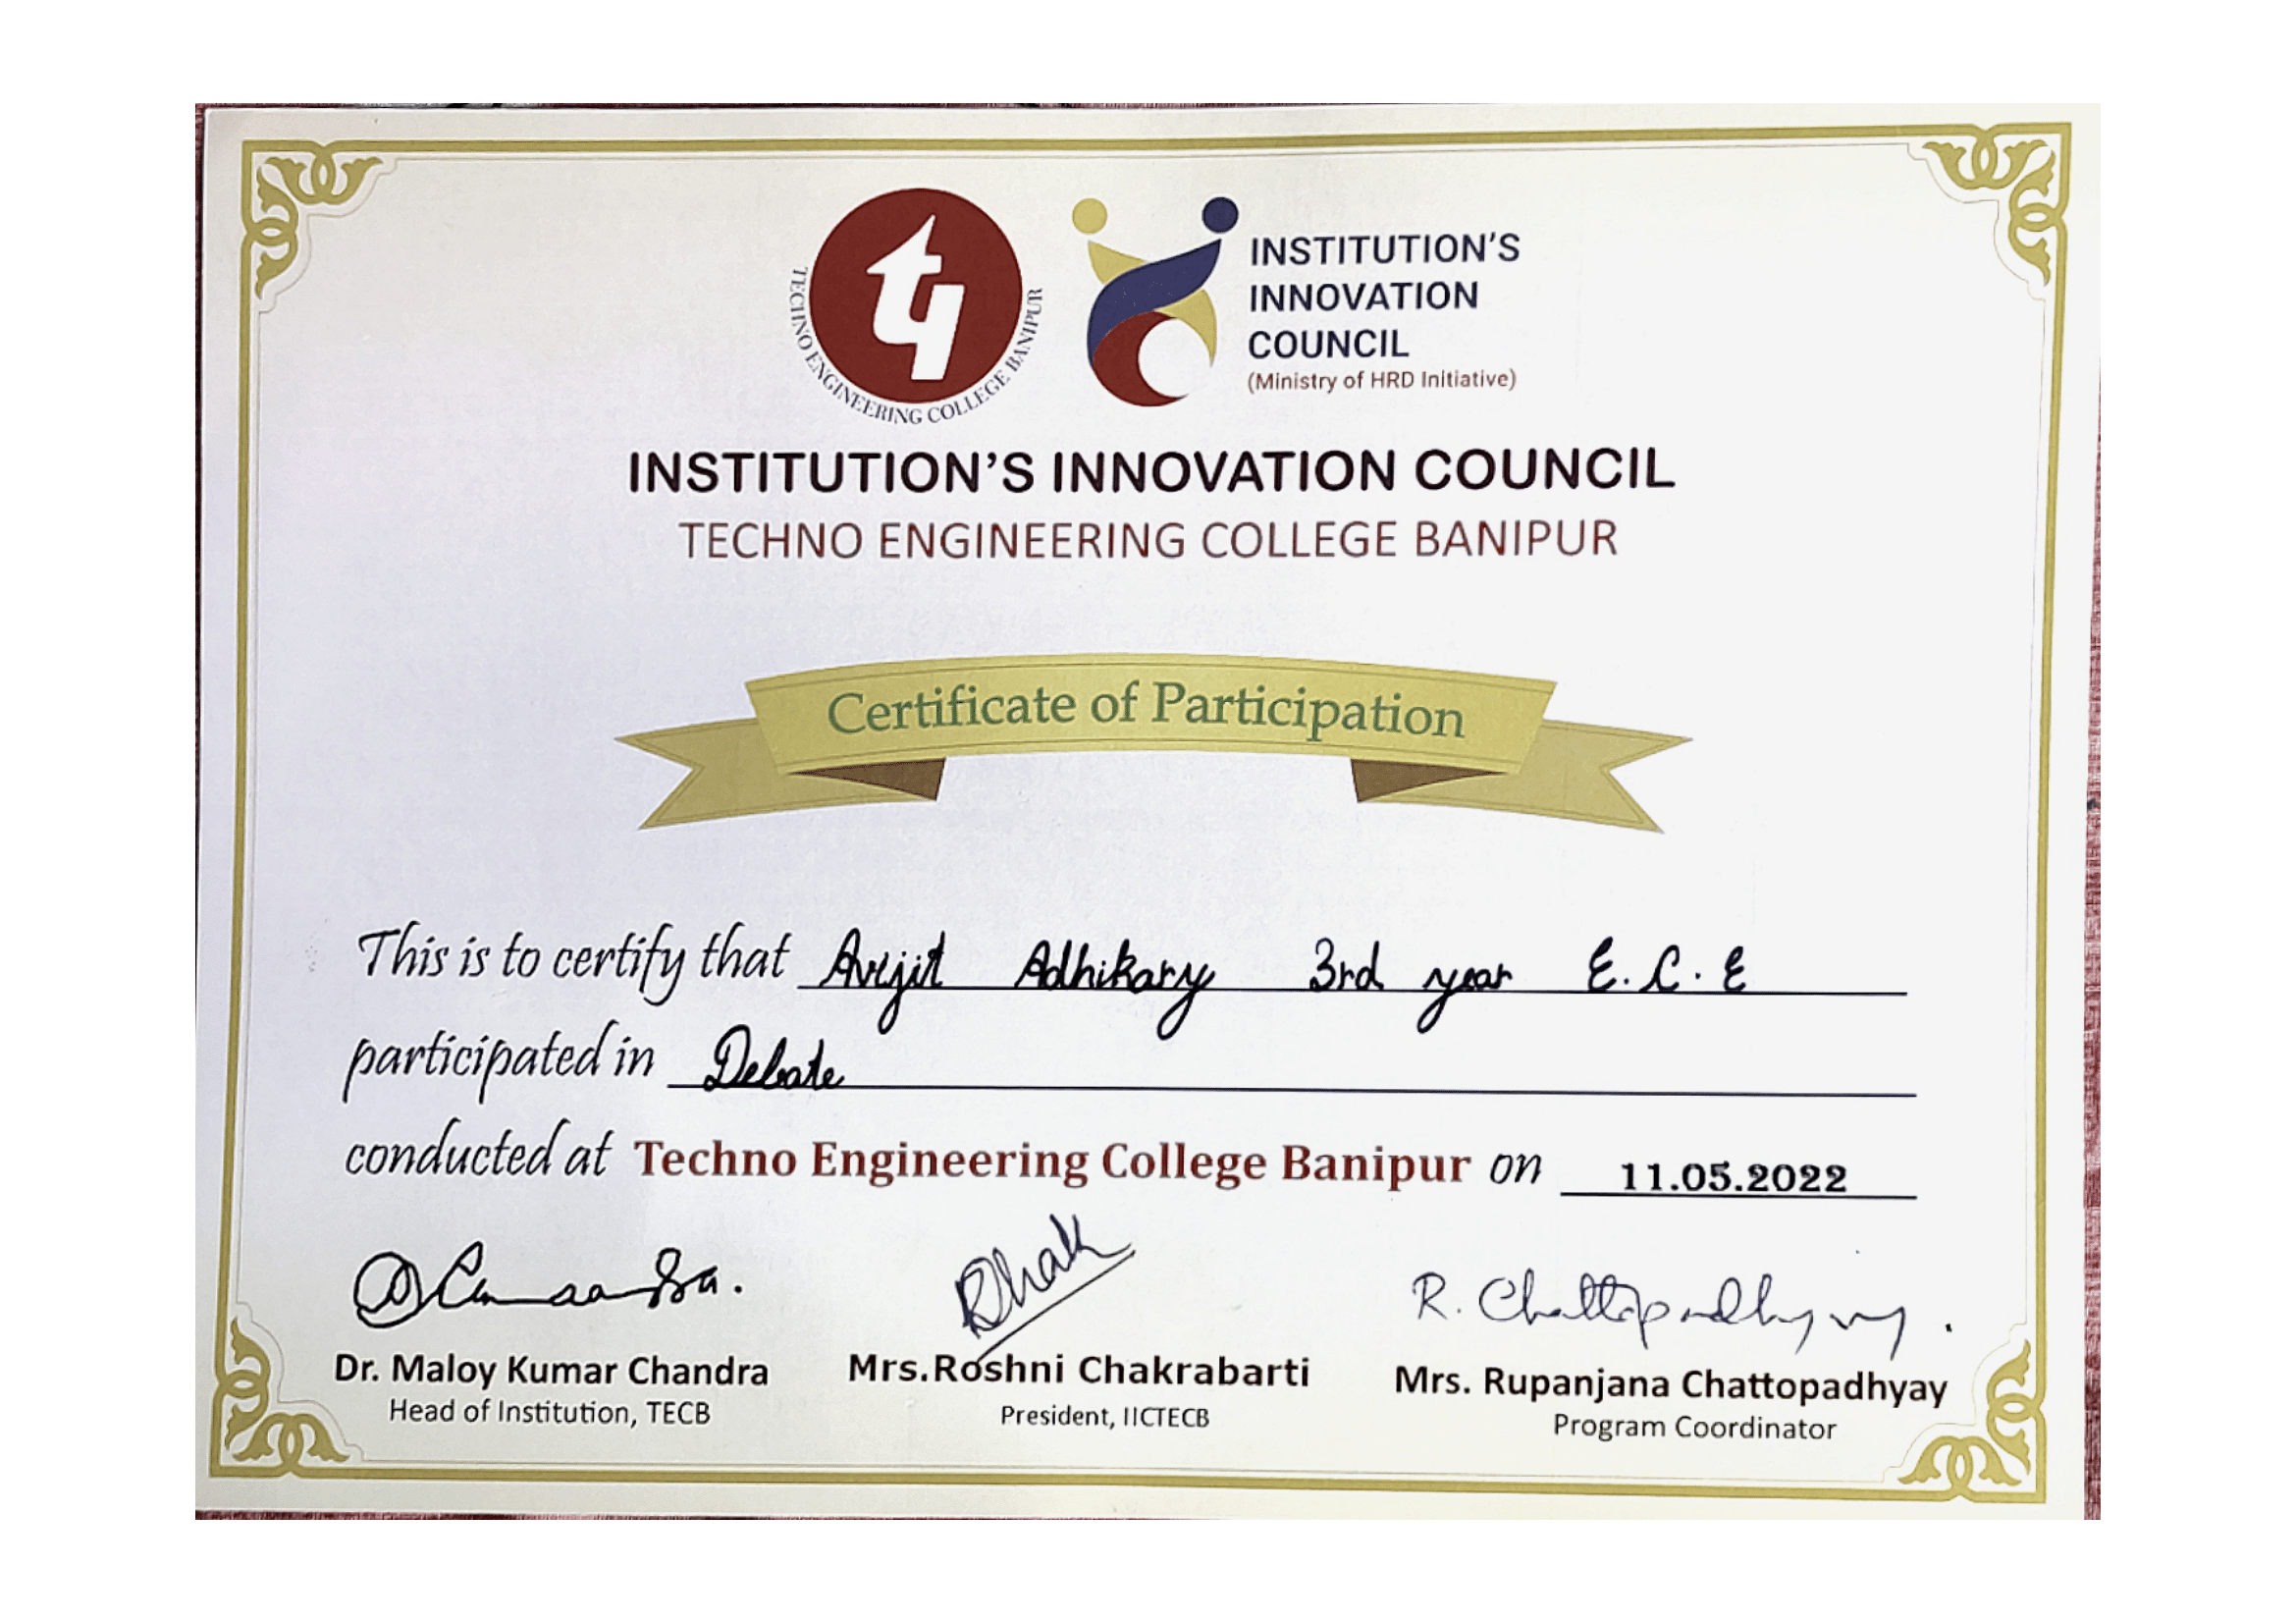 TECHNO ENGINEERING COLLEGE BANIPUR
INSTITUTION'S
INNOVATION
COUNCIL
(Ministry of HRD Initiative)
INSTITUTION'S INNOVATION COUNCIL
TECHNO ENGINEERING COLLEGE BANIPUR
Certificate of Participation
This is to certify that Avijit Adhikary 3rd year E.C.E
participated in Debate
conducted at Techno Engineering College Banipur on 11.05.2022
R. Chattopadhyay.
Dr. Maloy Kumar Chandra Mrs.Roshni Chakrabarti Mrs. Rupanjana Chattopadhyay
Head of Institution, TECB President, IICTECB Program Coordinator